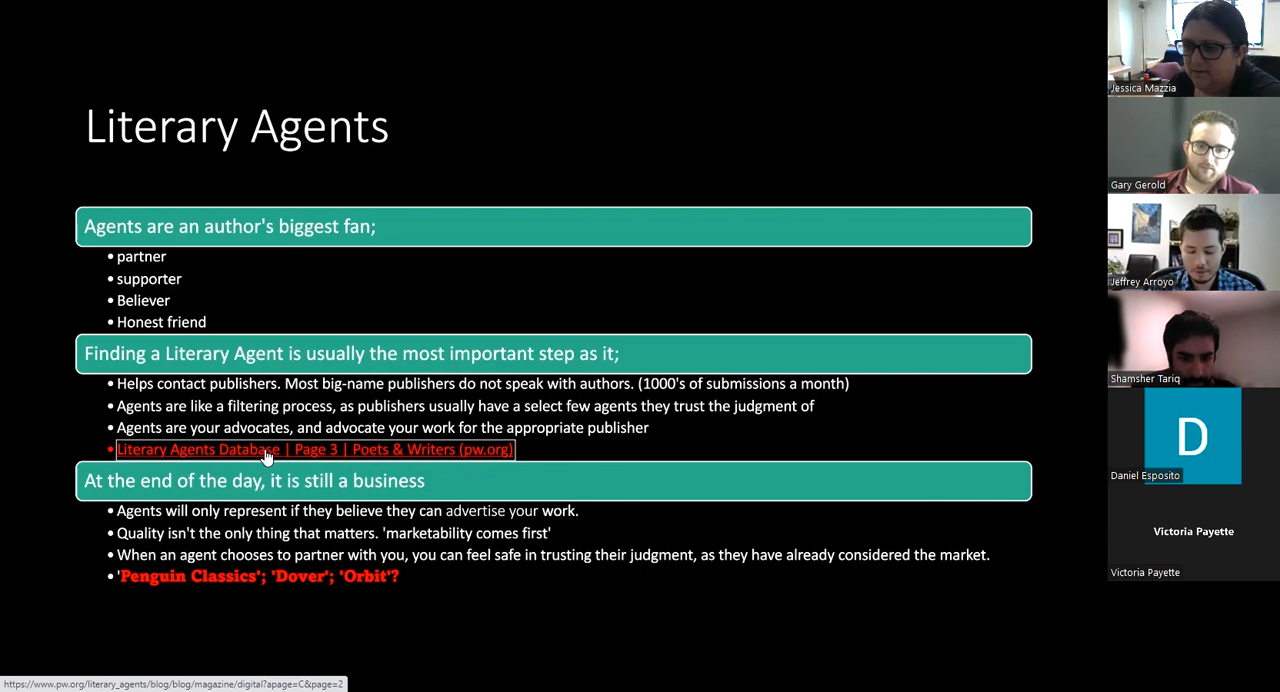 Literary Agents
Agents are an author's biggest fan;
• partner
• supporter
• Believer
• Honest friend
Finding a Literary Agent is usually the most important step as it;
• Helps contact publishers. Most big-name publishers do not speak with authors. (1000's of submissions a month)
• Agents are like a filtering process, as publishers usually have a select few agents they trust the judgment of
• Agents are your advocates, and advocate your work for the appropriate publisher
• Literary Agents Database | Page 3 | Poets & Writers (pw.org)
At the end of the day, it is still a business
• Agents will only represent if they believe they can advertise your work.
• Quality isn't the only thing that matters. 'marketability comes first'
• When an agent chooses to partner with you, you can feel safe in trusting their judgment, as they have already considered the market.
• 'Penguin Classics'; 'Dover'; 'Orbit'?
https://www.pw.org/literary_agents/blog/blog/magazine/digital?apage=C&page=2
Jessica Mazzia
Gary Gerold
Jeffrey Arroyo
Shamsher Tariq
D
Daniel Esposito
Victoria Payette
Victoria Payette